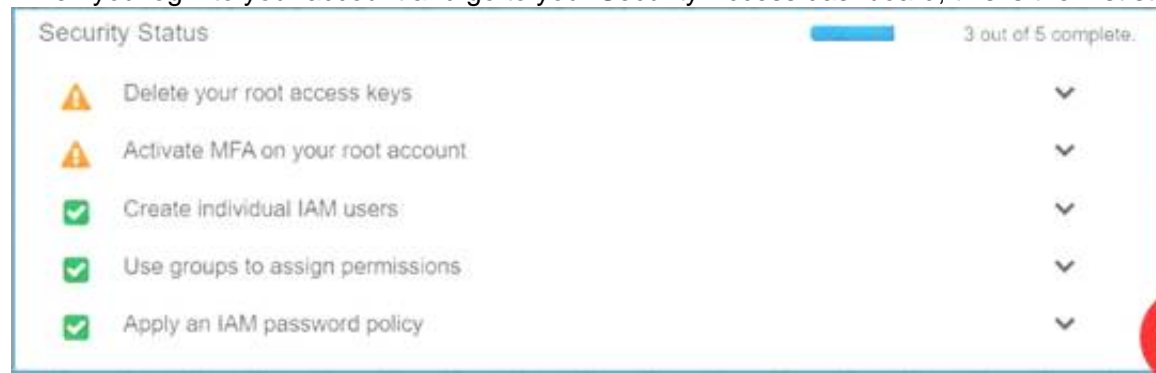 Security Status
3 out of 5 complete.
Delete your root access keys
Activate MFA on your root account
Create individual IAM users
Use groups to assign permissions
Apply an IAM password policy